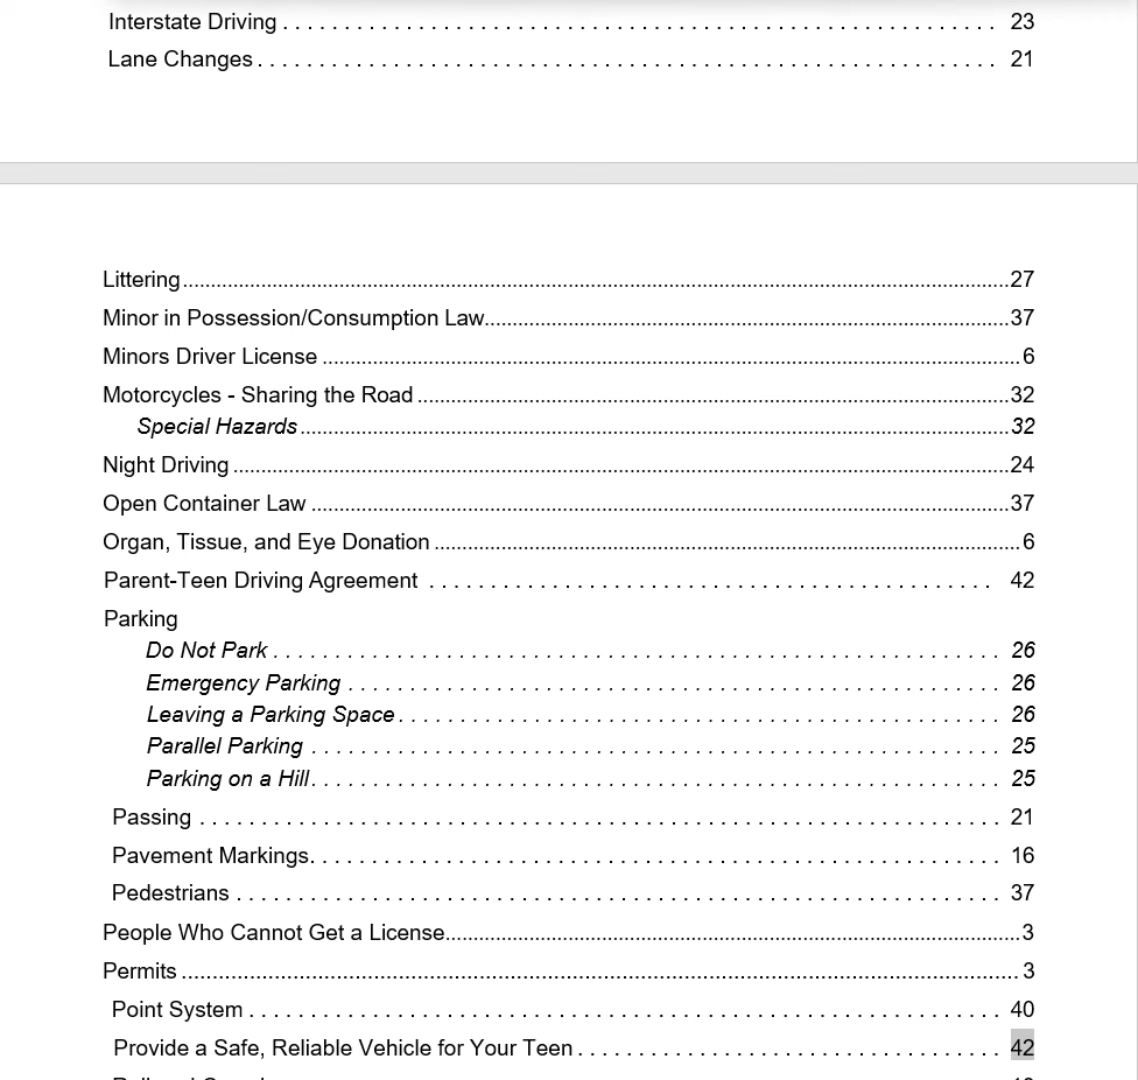 Interstate Driving . . . . . . . . . . . . . . . . . . . . . . . . . . . . . . . . . . . . . . . . . . . . . . . . . . . . . . . . . . 23
Lane Changes . . . . . . . . . . . . . . . . . . . . . . . . . . . . . . . . . . . . . . . . . . . . . . . . . . . . . . . . . . . . 21
Littering ........................................................................ 27
Minor in Possession/Consumption Law ........................................................................ 37
Minors Driver License ........................................................................ 6
Motorcycles - Sharing the Road ........................................................................ 32
Special Hazards ........................................................................ 32
Night Driving ........................................................................ 24
Open Container Law ........................................................................ 37
Organ, Tissue, and Eye Donation ........................................................................ 6
Parent-Teen Driving Agreement . . . . . . . . . . . . . . . . . . . . . . . . . . . . . . . . . . . . . . . . . . . . . . 42
Parking
Do Not Park . . . . . . . . . . . . . . . . . . . . . . . . . . . . . . . . . . . . . . . . . . . . . . . . . . . . . . . . . . . 26
Emergency Parking . . . . . . . . . . . . . . . . . . . . . . . . . . . . . . . . . . . . . . . . . . . . . . . . . . . . . 26
Leaving a Parking Space . . . . . . . . . . . . . . . . . . . . . . . . . . . . . . . . . . . . . . . . . . . . . . . . . 26
Parallel Parking . . . . . . . . . . . . . . . . . . . . . . . . . . . . . . . . . . . . . . . . . . . . . . . . . . . . . . . . 25
Parking on a Hill . . . . . . . . . . . . . . . . . . . . . . . . . . . . . . . . . . . . . . . . . . . . . . . . . . . . . . . . 25
Passing . . . . . . . . . . . . . . . . . . . . . . . . . . . . . . . . . . . . . . . . . . . . . . . . . . . . . . . . . . . . . . . . . 21
Pavement Markings . . . . . . . . . . . . . . . . . . . . . . . . . . . . . . . . . . . . . . . . . . . . . . . . . . . . . . . . 16
Pedestrians . . . . . . . . . . . . . . . . . . . . . . . . . . . . . . . . . . . . . . . . . . . . . . . . . . . . . . . . . . . . . . 37
People Who Cannot Get a License ........................................................................ 3
Permits ........................................................................ 3
Point System . . . . . . . . . . . . . . . . . . . . . . . . . . . . . . . . . . . . . . . . . . . . . . . . . . . . . . . . . . . . . 40
Provide a Safe, Reliable Vehicle for Your Teen . . . . . . . . . . . . . . . . . . . . . . . . . . . . . . . . . . 42